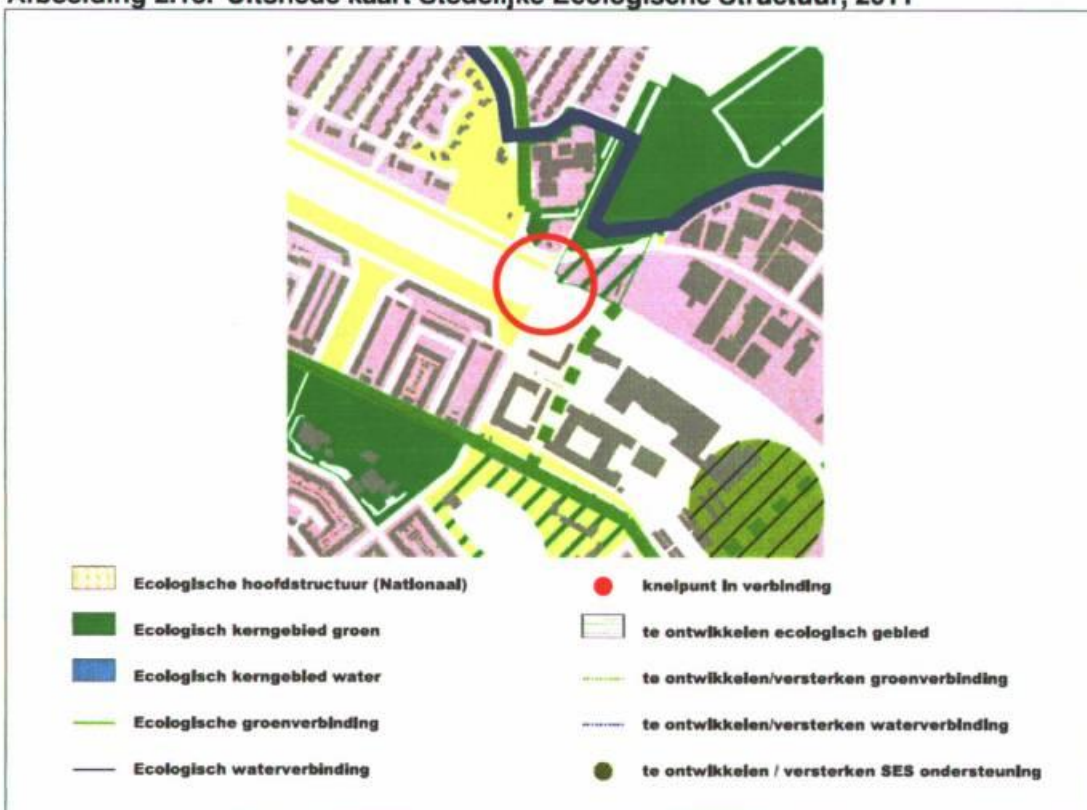 Afbeelding 2.10: Uitsnede kaart Stedelijke Ecologische Structuur, 2011
Ecologische hoofdstructuur (Nationaal)
Ecologisch kerngebied groen
Ecologisch kerngebied water
Ecologische groenverbinding
Ecologisch waterverbinding
knelpunt in verbinding
te ontwikkelen ecologisch gebied
te ontwikkelen/versterken groenverbinding
te ontwikkelen/versterken waterverbinding
te ontwikkelen / versterken SES ondersteuning